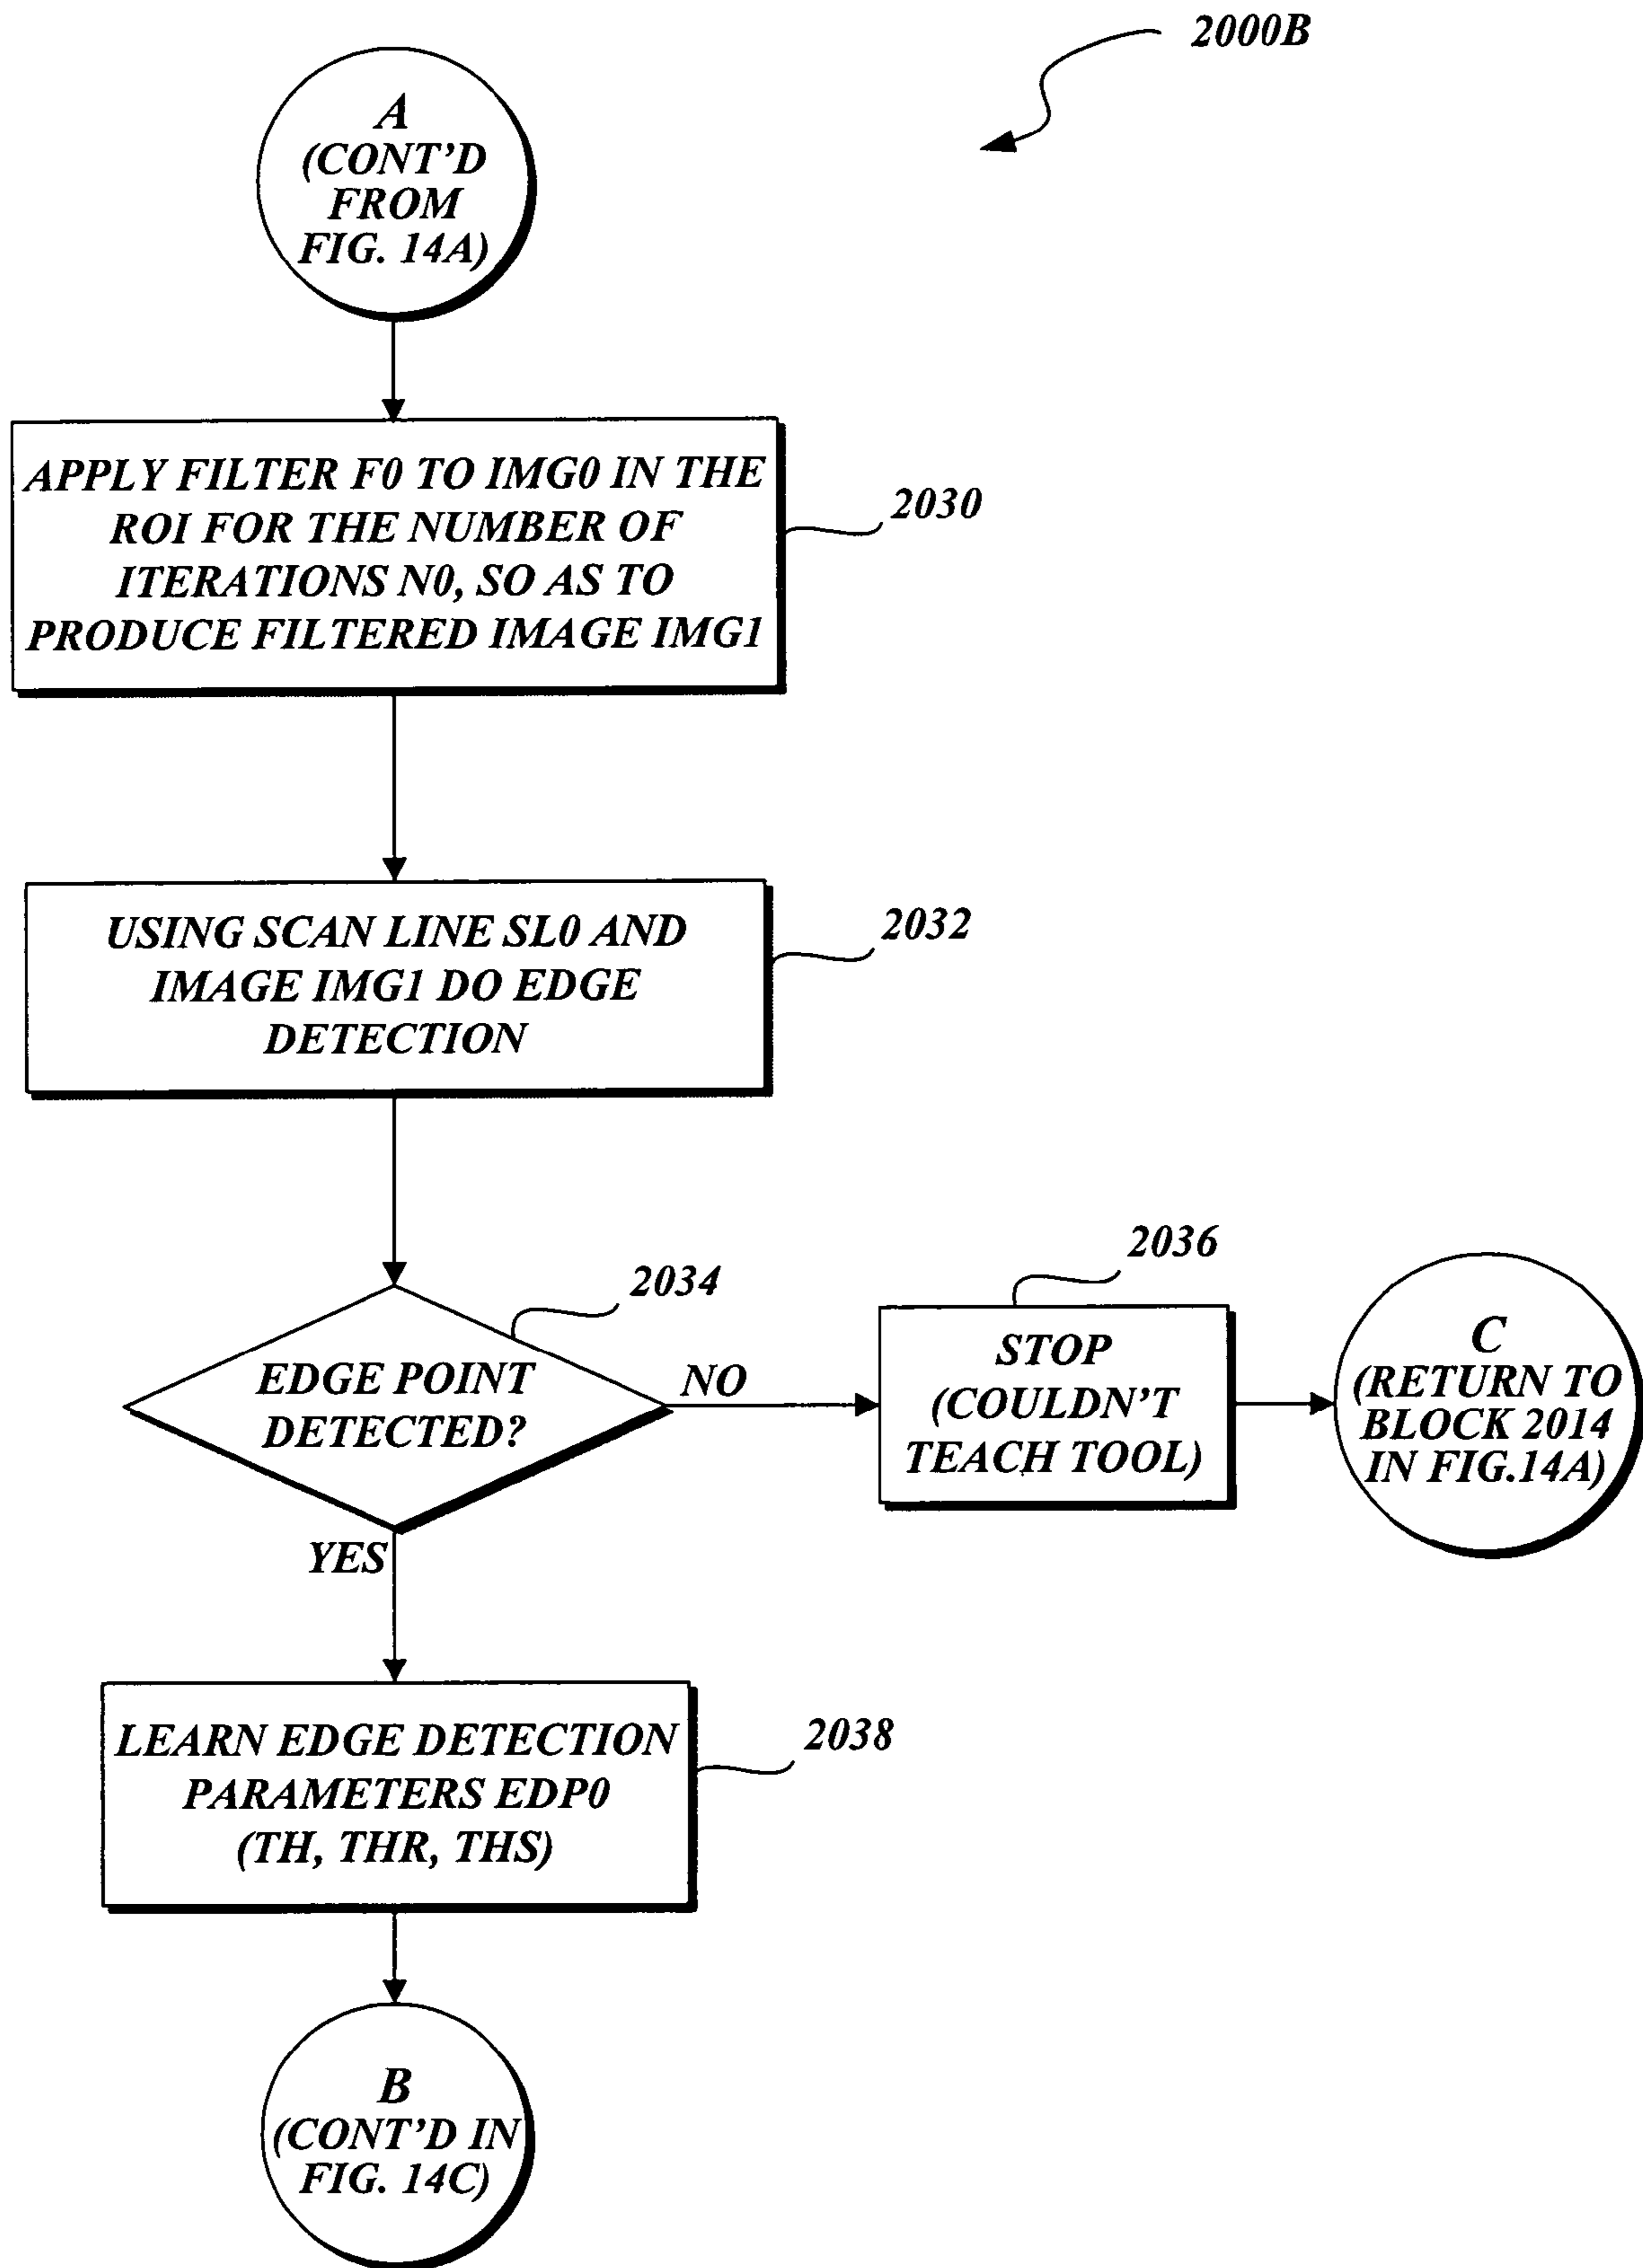 2000B
A
(CONT'D
FROM
FIG. 14A)
APPLY FILTER F0 TO IMG0 IN THE
ROI FOR THE NUMBER OF
ITERATIONS N0, SO AS TO
PRODUCE FILTERED IMAGE IMG1
2030
USING SCAN LINE SL0 AND
IMAGE IMG1 DO EDGE
DETECTION
2032
EDGE POINT
DETECTED?
2034
NO
STOP
(COULDN'T
TEACH TOOL)
2036
C
(RETURN TO
BLOCK 2014
IN FIG.14A)
YES
LEARN EDGE DETECTION
PARAMETERS EDP0
(TH, THR, THS)
2038
B
(CONT'D IN
FIG. 14C)